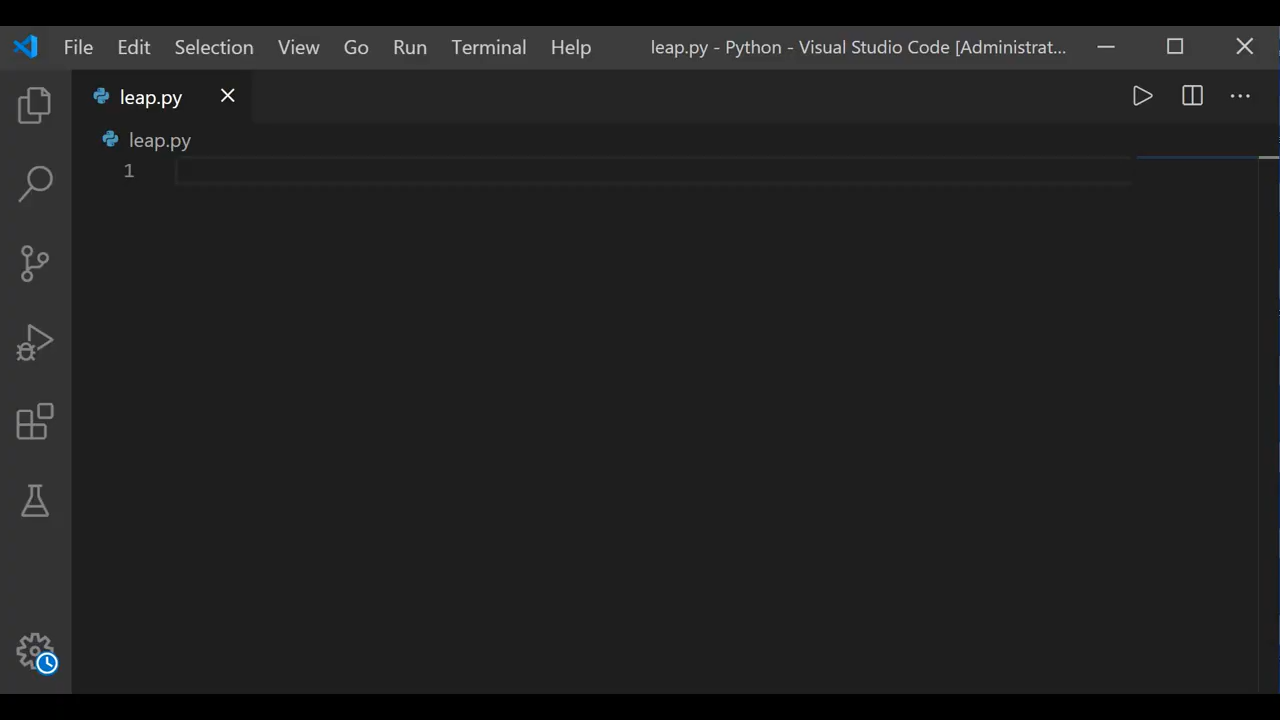 File Edit Selection View Go Run Terminal Help leap.py - Python - Visual Studio Code [Administrat...
leap.py
leap.py
1